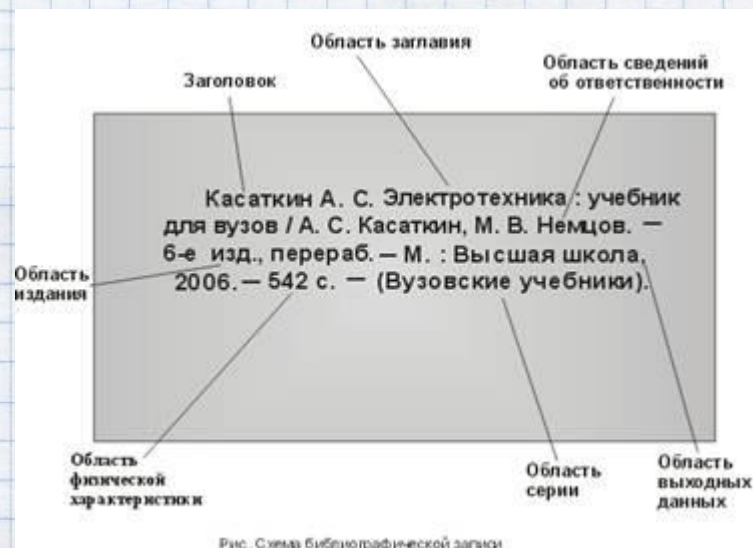 Область заглавия
Заголовок
Область сведений
об ответственности
Касаткин А. С. Электротехника : учебник
для вузов / А. С. Касаткин, М. В. Немцов. —
6-е изд., перераб. — М. : Высшая школа,
2006. — 542 с. — (Вузовские учебники).
Область
издания
Область
физической
характеристики
Область
серии
Область
выходных
данных
Рис. Схема библиографической записи